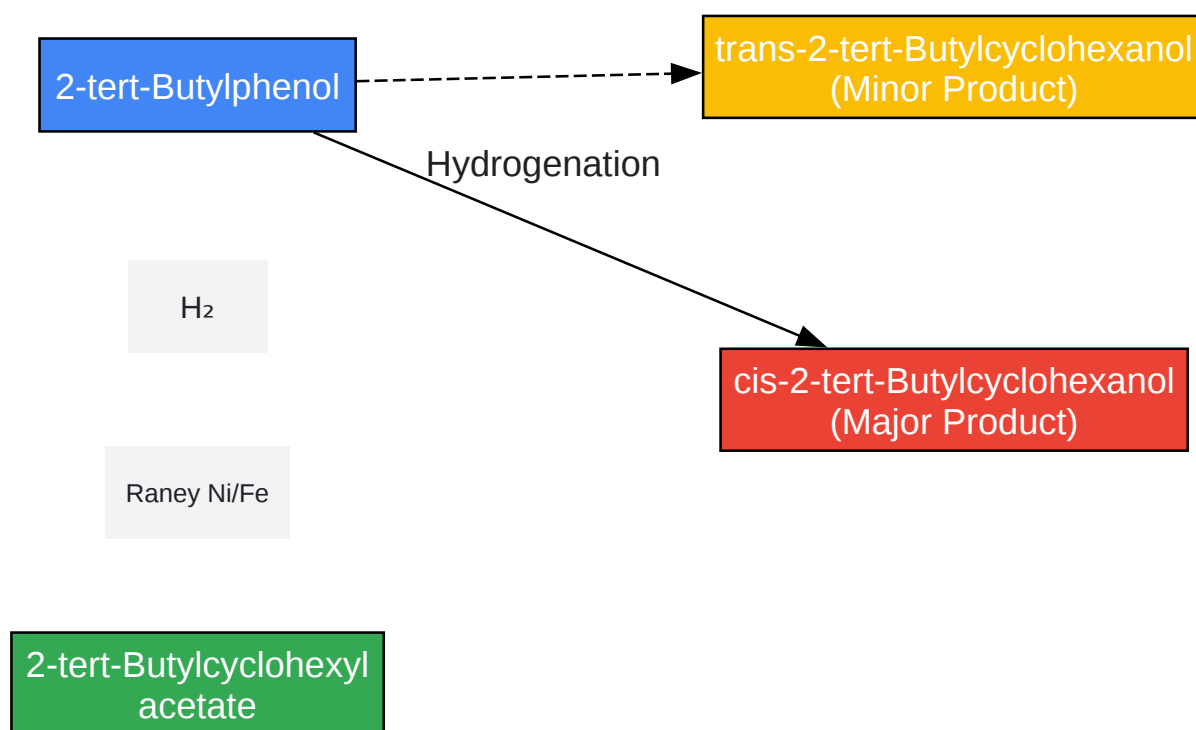 2-tert-Butylphenol
trans-2-tert-Butylcyclohexanol
(Minor Product)
Hydrogenation
H₂
cis-2-tert-Butylcyclohexanol
(Major Product)
Raney Ni/Fe
2-tert-Butylcyclohexyl
acetate